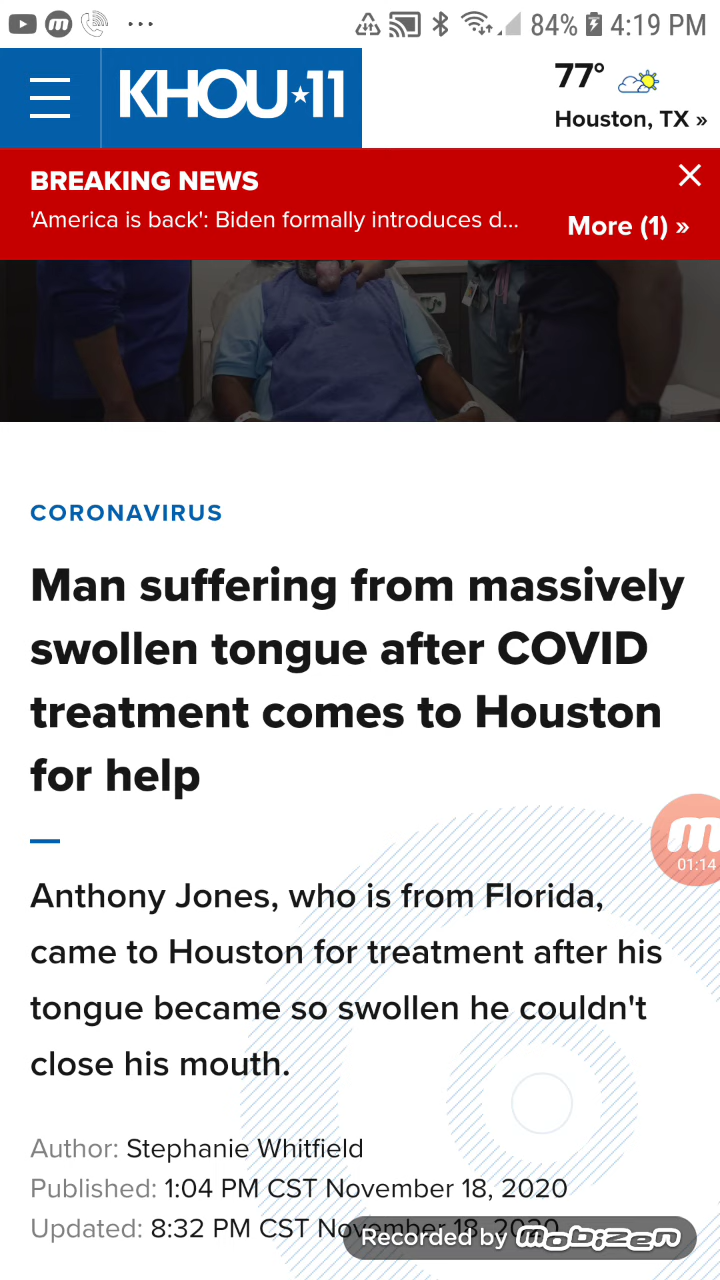 84% 4:19 PM
KHOU★11
77°
Houston, TX »
BREAKING NEWS
'America is back': Biden formally introduces d...
More (1) »
CORONAVIRUS
Man suffering from massively
swollen tongue after COVID
treatment comes to Houston
for help
01:14
Anthony Jones, who is from Florida,
came to Houston for treatment after his
tongue became so swollen he couldn't
close his mouth.
Author: Stephanie Whitfield
Published: 1:04 PM CST November 18, 2020
Updated: 8:32 PM CST November 18, 2020
Recorded by mobizen